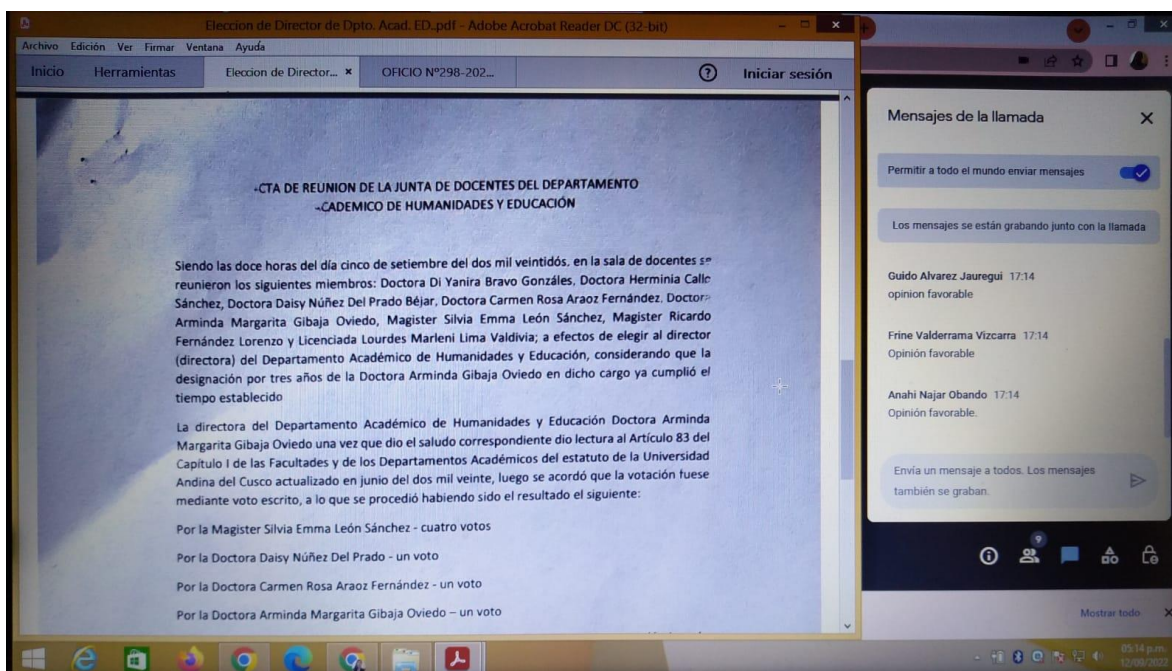 Eleccion de Director de Dpto. Acad. ED..pdf - Adobe Acrobat Reader DC (32-bit)
Archivo Edición Ver Firmar Ventana Ayuda
Inicio Herramientas Eleccion de Director... × OFICIO Nº298-202... Iniciar sesión
CTA DE REUNION DE LA JUNTA DE DOCENTES DEL DEPARTAMENTO
CADEMICO DE HUMANIDADES Y EDUCACIÓN
Siendo las doce horas del día cinco de setiembre del dos mil veintidós, en la sala de docentes se
reunieron los siguientes miembros: Doctora Di Yanira Bravo Gonzáles, Doctora Herminia Calle
Sánchez, Doctora Daisy Núñez Del Prado Béjar, Doctora Carmen Rosa Araoz Fernández, Doctora
Arminda Margarita Gibaja Oviedo, Magister Silvia Emma León Sánchez, Magister Ricardo
Fernández Lorenzo y Licenciada Lourdes Marleni Lima Valdivia; a efectos de elegir al director
(directora) del Departamento Académico de Humanidades y Educación, considerando que la
designación por tres años de la Doctora Arminda Gibaja Oviedo en dicho cargo ya cumplió el
tiempo establecido
La directora del Departamento Académico de Humanidades y Educación Doctora Arminda
Margarita Gibaja Oviedo una vez que dio el saludo correspondiente dio lectura al Artículo 83 del
Capítulo I de las Facultades y de los Departamentos Académicos del estatuto de la Universidad
Andina del Cusco actualizado en junio del dos mil veinte, luego se acordó que la votación fuese
mediante voto escrito, a lo que se procedió habiendo sido el resultado el siguiente:
Por la Magister Silvia Emma León Sánchez - cuatro votos
Por la Doctora Daisy Núñez Del Prado - un voto
Por la Doctora Carmen Rosa Araoz Fernández - un voto
Por la Doctora Arminda Margarita Gibaja Oviedo – un voto
Mensajes de la llamada
Permitir a todo el mundo enviar mensajes
Los mensajes se están grabando junto con la llamada
Guido Alvarez Jauregui 17:14
opinion favorable
Frine Valderrama Vizcarra 17:14
Opinión favorable
Anahi Najar Obando 17:14
Opinión favorable.
Envía un mensaje a todos. Los mensajes
también se graban.
9
Mostrar todo
05:14 p.m.
12/09/2022